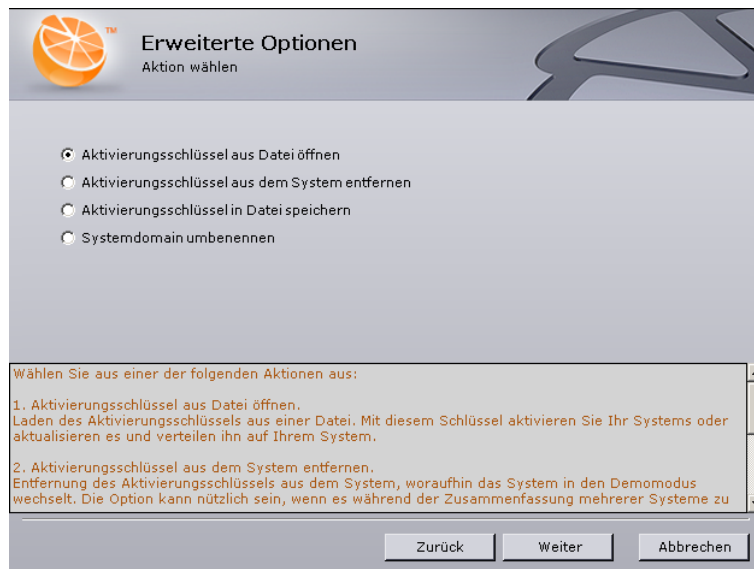 TM
Erweiterte Optionen
Aktion wählen
Aktivierungsschlüssel aus Datei öffnen
Aktivierungsschlüssel aus dem System entfernen
Aktivierungsschlüssel in Datei speichern
Systemdomain umbenennen
Wählen Sie aus einer der folgenden Aktionen aus:
1. Aktivierungsschlüssel aus Datei öffnen.
Laden des Aktivierungsschlüssels aus einer Datei. Mit diesem Schlüssel aktivieren Sie Ihr Systems oder
aktualisieren es und verteilen ihn auf Ihrem System.
2. Aktivierungsschlüssel aus dem System entfernen.
Entfernung des Aktivierungsschlüssels aus dem System, woraufhin das System in den Demomodus
wechselt. Die Option kann nützlich sein, wenn es während der Zusammenfassung mehrerer Systeme zu
Zurück
Weiter
Abbrechen